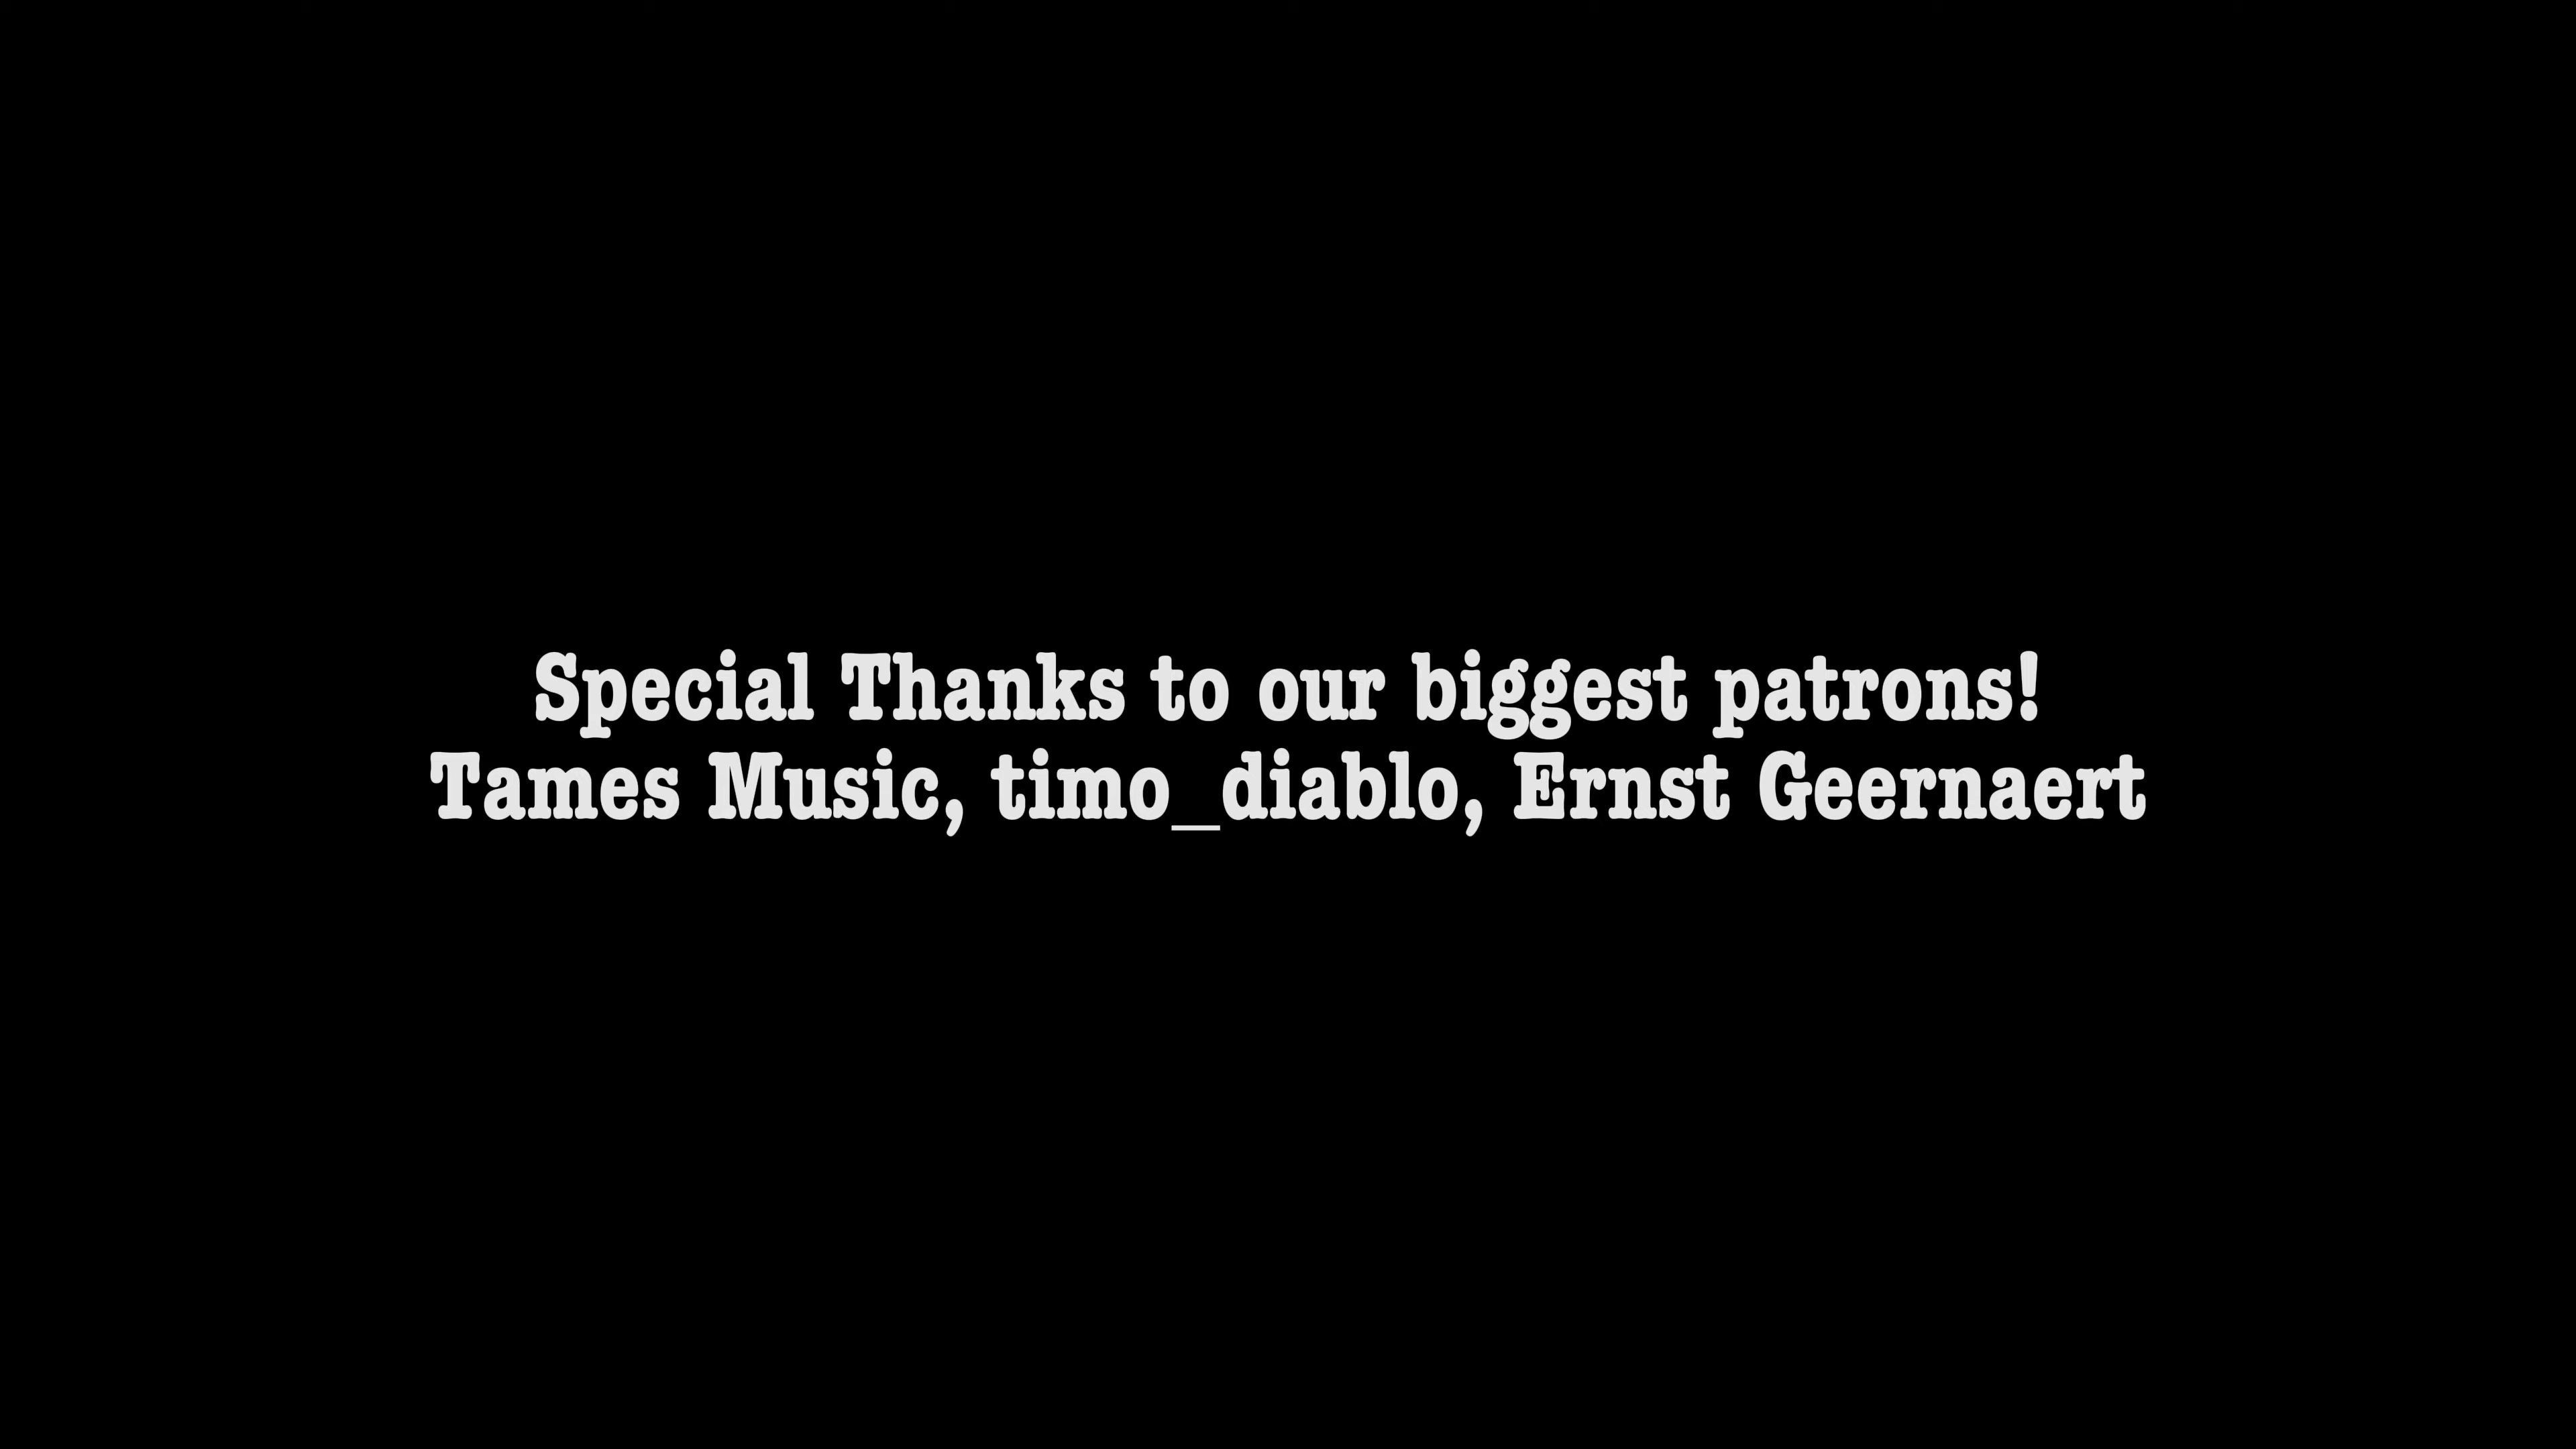 Special Thanks to our biggest patrons!
Tames Music, timo_diablo, Ernst Geernaert